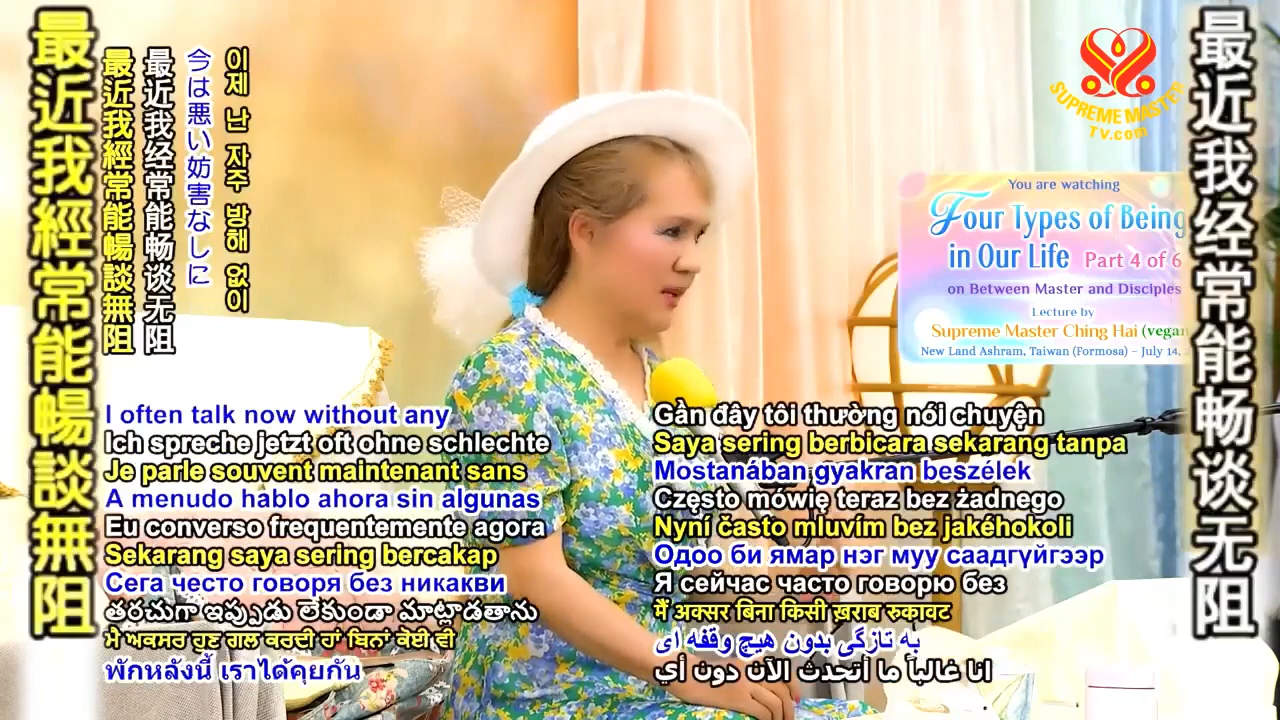 最近我經常能暢談無阻
最近我經常能暢談無阻
最近我经常能畅谈无阻
今は悪い妨害なしに
이제 난 자주 방해 없이
SUPREME MASTER
TV.com
最近我经常能畅谈无阻
You are watching
Four Types of Being
in Our Life Part 4 of 6
on Between Master and Disciples
Lecture by
Supreme Master Ching Hai (vegan
New Land Ashram, Taiwan (Formosa) – July 14,
I often talk now without any
Ich spreche jetzt oft ohne schlechte
Je parle souvent maintenant sans
A menudo hablo ahora sin algunas
Eu converso frequentemente agora
Sekarang saya sering bercakap
Сега често говоря без никакви
తరచుగా ఇప్పుడు లేకుండా మాట్లాడతాను
ਮੈਂ ਅਕਸਰ ਹੁਣ ਗਲ ਕਰਦੀ ਹਾਂ ਬਿਨਾਂ ਕੋਈ ਵੀ
พักหลังนี้ เราได้คุยกัน
Gần đây tôi thường nói chuyện
Saya sering berbicara sekarang tanpa
Mostanában gyakran beszélek
Często mówię teraz bez żadnego
Nyní často mluvím bez jakéhokoli
Одоо би ямар нэг муу саадгүйгээр
Я сейчас часто говорю без
मैं अक्सर बिना किसी ख़राब रुकावट
به تازگی بدون هیچ وقفه ای
انا غالباً ما أتحدث الآن دون أي